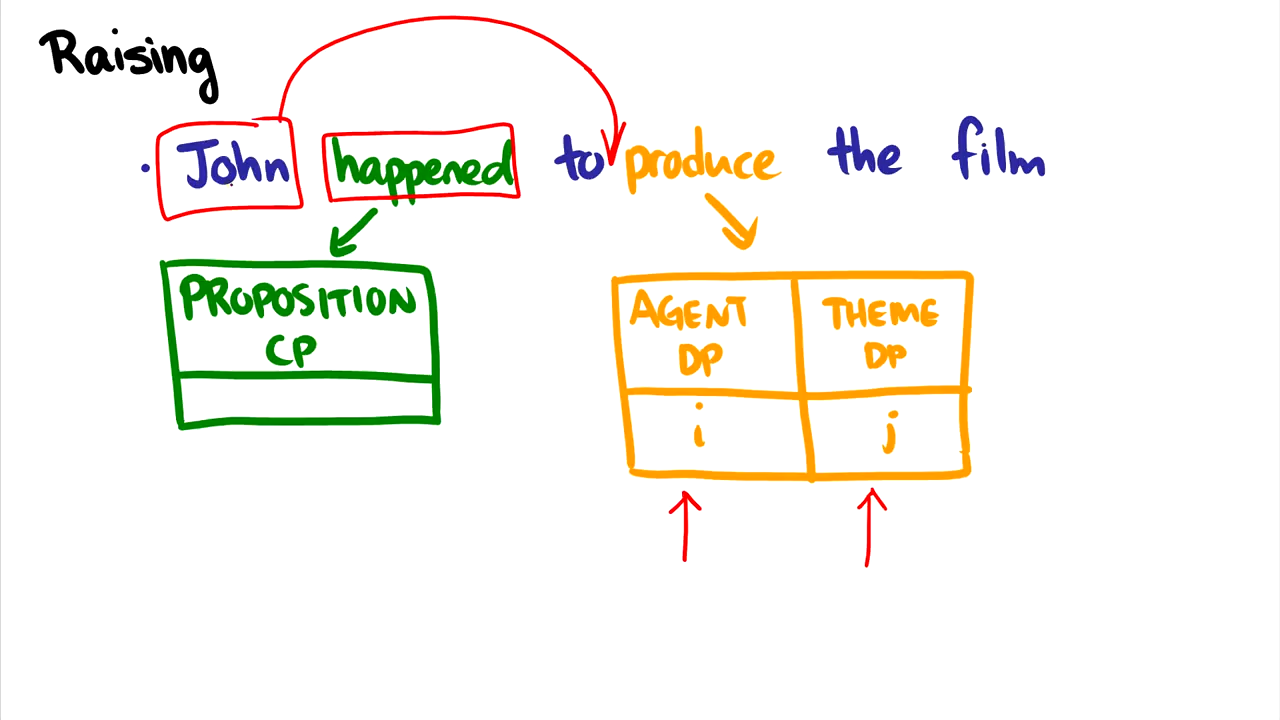 Raising
· John happened to produce the film
PROPOSITION
CP
AGENT
DP
THEME
DP
i
j